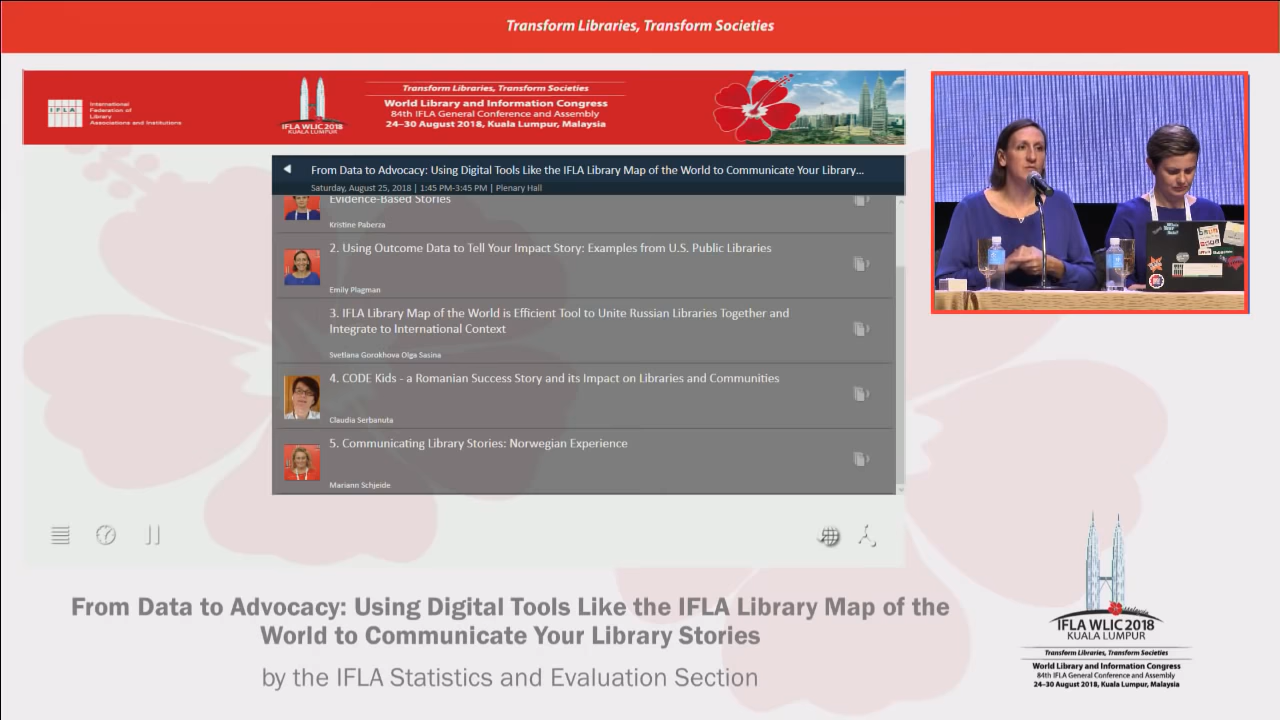 Transform Libraries, Transform Societies
IFLA
International
Federation of
Library
Associations and Institutions
IFLA WLIC 2018
KUALA LUMPUR
Transform Libraries, Transform Societies
World Library and Information Congress
84th IFLA General Conference and Assembly
24–30 August 2018, Kuala Lumpur, Malaysia
From Data to Advocacy: Using Digital Tools Like the IFLA Library Map of the World to Communicate Your Library...
Saturday, August 25, 2018 | 1:45 PM-3:45 PM | Plenary Hall
Evidence-Based Stories
Kristine Paberza
2. Using Outcome Data to Tell Your Impact Story: Examples from U.S. Public Libraries
Emily Plagman
3. IFLA Library Map of the World is Efficient Tool to Unite Russian Libraries Together and
Integrate to International Context
Svetlana Gorokhova Olga Sasina
4. CODE Kids - a Romanian Success Story and its Impact on Libraries and Communities
Claudia Serbanuta
5. Communicating Library Stories: Norwegian Experience
Mariann Schjeide
From Data to Advocacy: Using Digital Tools Like the IFLA Library Map of the
World to Communicate Your Library Stories
by the IFLA Statistics and Evaluation Section
Malaysia
IFLA WLIC 2018
KUALA LUMPUR
Transform Libraries, Transform Societies
World Library and Information Congress
84th IFLA General Conference and Assembly
24–30 August 2018, Kuala Lumpur, Malaysia